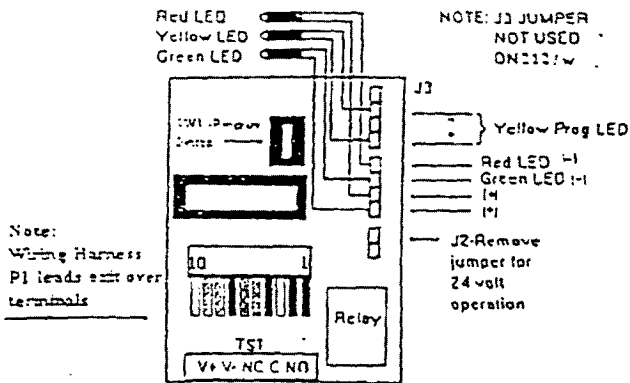 Red LED
Yellow LED
Green LED
NOTE: J3 JUMPER
NOT USED
ON 212i/w
J3
Yellow Prog LED
Red LED (-)
Green LED (-)
(+)
(+)
J2-Remove
jumper for
24 volt
operation
Note:
Wiring Harness
P1 leads exit over
terminals
10 1
Relay
TS1
V+ V- NC C NO